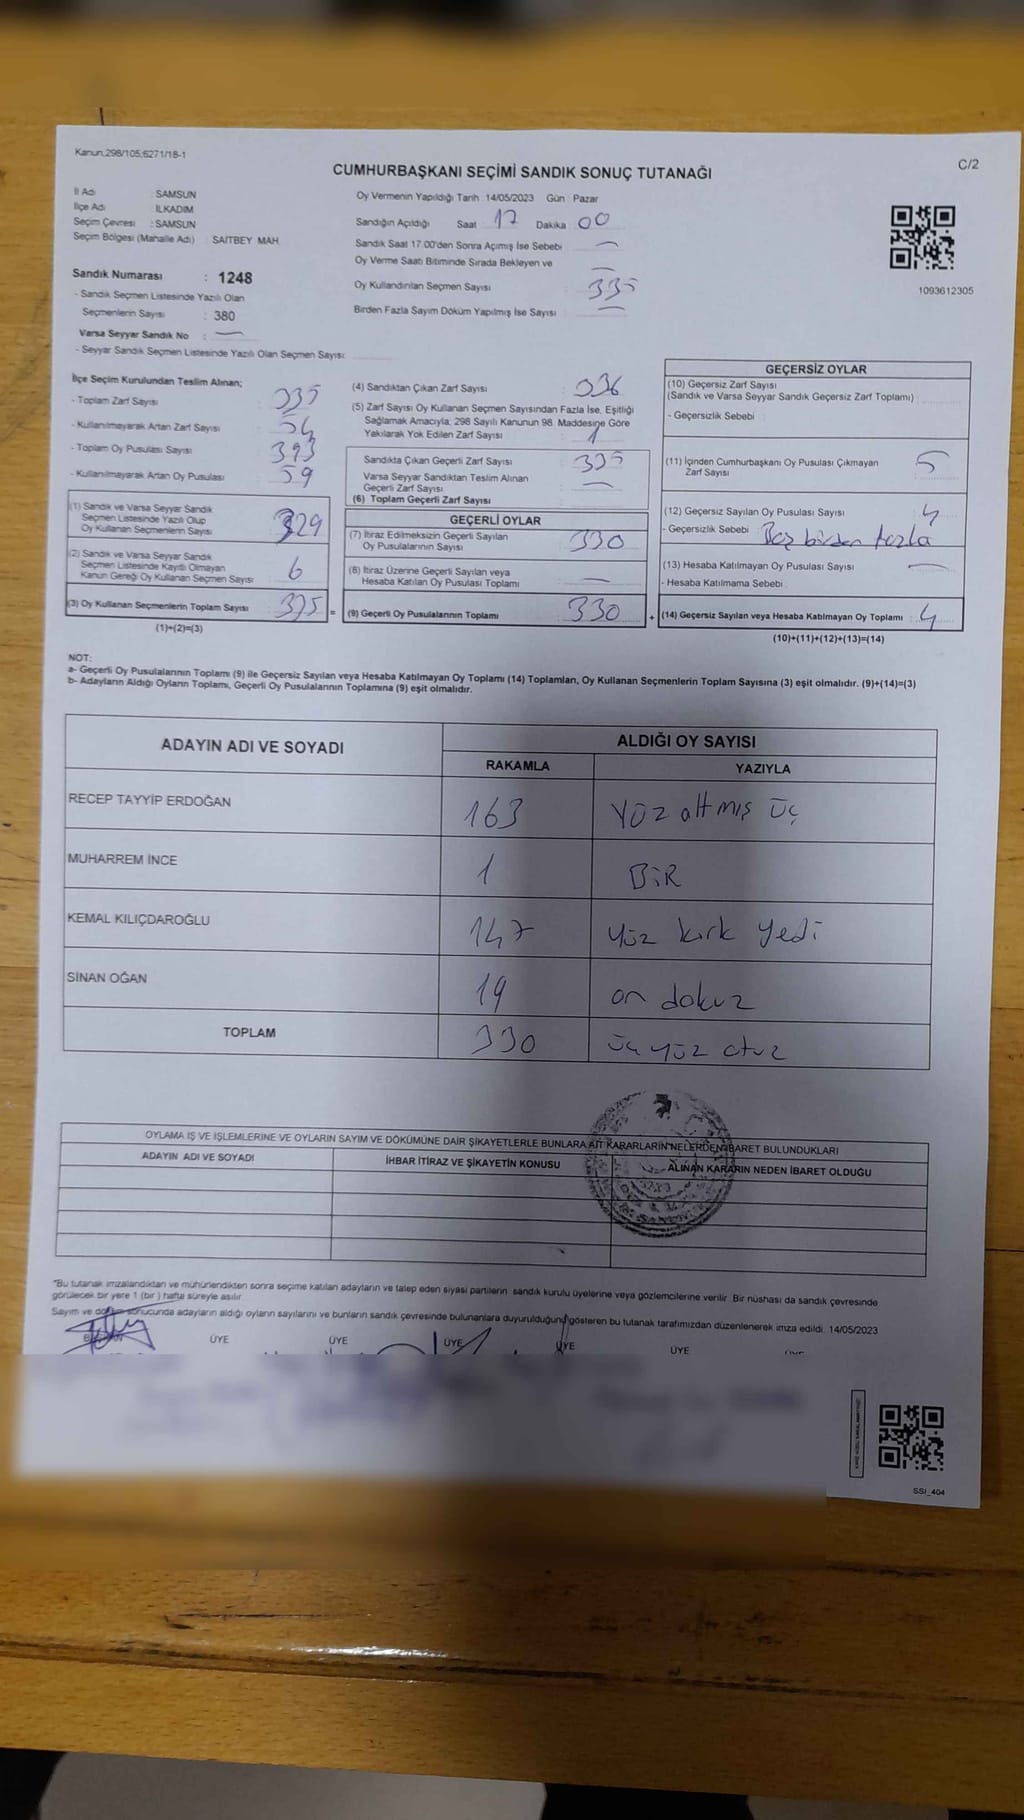 Kanun.298/105;6271/18-1
C/2
CUMHURBAŞKANI SEÇİMİ SANDIK SONUÇ TUTANAĞI
İl Adı : SAMSUN
İlçe Adı : İLKADIM
Seçim Çevresi : SAMSUN
Seçim Bölgesi (Mahalle Adı) : SAİTBEY MAH
Sandık Numarası : 1248
- Sandık Seçmen Listesinde Yazılı Olan
Seçmenlerin Sayısı : 380
Varsa Seyyar Sandık No : —
- Seyyar Sandık Seçmen Listesinde Yazılı Olan Seçmen Sayısı:
Oy Vermenin Yapıldığı Tarih :14/05/2023 Gün : Pazar
Sandığın Açıldığı Saat 17 Dakika 00
Sandık Saat 17.00'den Sonra Açımış İse Sebebi —
Oy Verme Saati Bitiminde Sırada Bekleyen ve —
Oy Kullandırılan Seçmen Sayısı 335
Birden Fazla Sayım Döküm Yapılmış İse Sayısı —
1093612305
İlçe Seçim Kurulundan Teslim Alınan;
- Toplam Zarf Sayısı
- Kullanılmayarak Artan Zarf Sayısı : 54
- Toplam Oy Pusulası Sayısı : 393
- Kullanılmayarak Artan Oy Pusulası : 59
(1) Sandık ve Varsa Seyyar Sandık
Seçmen Listesinde Yazılı Olup
Oy Kullanan Seçmenlerin Sayısı : 329
(2) Sandık ve Varsa Seyyar Sandık
Seçmen Listesinde Kayıtlı Olmayan
Kanun Gereği Oy Kullanan Seçmen Sayısı : 6
(3) Oy Kullanan Seçmenlerin Toplam Sayısı : 335 =
(1)+(2)=(3)
(4) Sandıktan Çıkan Zarf Sayısı : 336
(5) Zarf Sayısı Oy Kullanan Seçmen Sayısından Fazla İse, Eşitliği
Sağlamak Amacıyla; 298 Sayılı Kanunun 98. Maddesine Göre
Yakılarak Yok Edilen Zarf Sayısı : 1
Sandıkta Çıkan Geçerli Zarf Sayısı : 335
Varsa Seyyar Sandıktan Teslim Alınan
Geçerli Zarf Sayısı —
(6) Toplam Geçerli Zarf Sayısı
GEÇERLİ OYLAR
(7) İtiraz Edilmeksizin Geçerli Sayılan
Oy Pusulalarının Sayısı : 330
(8) İtiraz Üzerine Geçerli Sayılan veya
Hesaba Katılan Oy Pusulası Toplamı : —
(9) Geçerli Oy Pusulalarının Toplamı : 330 +
GEÇERSİZ OYLAR
(10) Geçersiz Zarf Sayısı
(Sandık ve Varsa Seyyar Sandık Geçersiz Zarf Toplamı) :
- Geçersizlik Sebebi :
(11) İçinden Cumhurbaşkanı Oy Pusulası Çıkmayan
Zarf Sayısı : 5
(12) Geçersiz Sayılan Oy Pusulası Sayısı : 4
- Geçersizlik Sebebi : birden fazla
(13) Hesaba Katılmayan Oy Pusulası Sayısı : —
- Hesaba Katılmama Sebebi :
(14) Geçersiz Sayılan veya Hesaba Katılmayan Oy Toplamı : 4
(10)+(11)+(12)+(13)=(14)
NOT:
a- Geçerli Oy Pusulalarının Toplamı (9) ile Geçersiz Sayılan veya Hesaba Katılmayan Oy Toplamı (14) Toplamları, Oy Kullanan Seçmenlerin Toplam Sayısına (3) eşit olmalıdır. (9)+(14)=(3)
b- Adayların Aldığı Oyların Toplamı, Geçerli Oy Pusulalarının Toplamına (9) eşit olmalıdır.
ADAYIN ADI VE SOYADI
ALDIĞI OY SAYISI
RAKAMLA YAZIYLA
RECEP TAYYİP ERDOĞAN 163 Yüz altmış üç
MUHARREM İNCE 1 BİR
KEMAL KILIÇDAROĞLU 147 yüz kırk yedi
SİNAN OĞAN 19 on dokuz
TOPLAM 330 üç yüz otuz
OYLAMA İŞ VE İŞLEMLERİNE VE OYLARIN SAYIM VE DÖKÜMÜNE DAİR ŞİKAYETLERLE BUNLARA AİT KARARLARIN NELERDEN İBARET BULUNDUKLARI
ADAYIN ADI VE SOYADI İHBAR İTİRAZ VE ŞİKAYETİN KONUSU ALINAN KARARIN NEDEN İBARET OLDUĞU
*Bu tutanak imzalandıktan ve mühürlendikten sonra seçime katılan adayların ve talep eden siyasi partilerin sandık kurulu üyelerine veya gözlemcilerine verilir. Bir nüshası da sandık çevresinde
görülecek bir yere 1 (bir ) hafta süreyle asılır.
Sayım ve döküm sonucunda adayların aldığı oyların sayılarını ve bunların sandık çevresinde bulunanlara duyurulduğunu gösteren bu tutanak tarafımızdan düzenlenerek imza edildi. 14/05/2023
BAŞKAN ÜYE ÜYE ÜYE ÜYE ÜYE
SSI_404